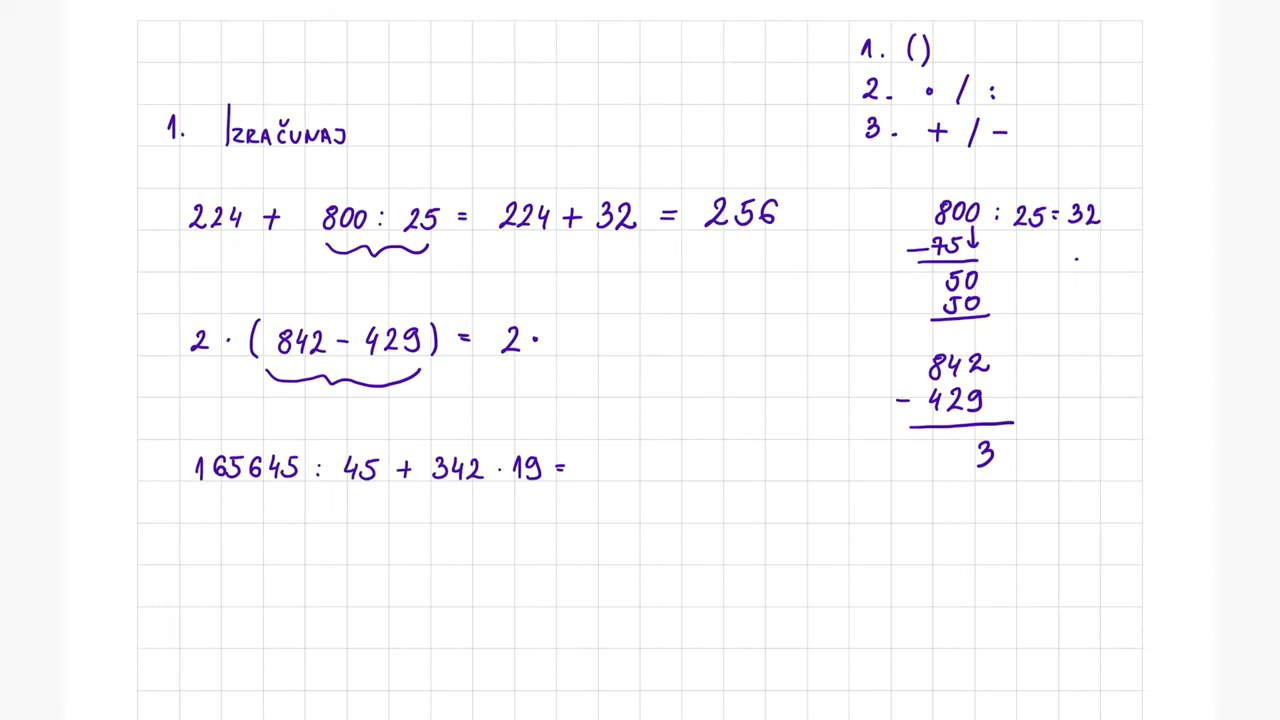 1. ()
2. • / :
3. + / -
1. IZRAČUNAJ
224 + 800 : 25 = 224 + 32 = 256
2 · ( 842 - 429 ) = 2 ·
165645 : 45 + 342 · 19 =
800 : 25 = 32
-75↓
50
50
842
- 429
3